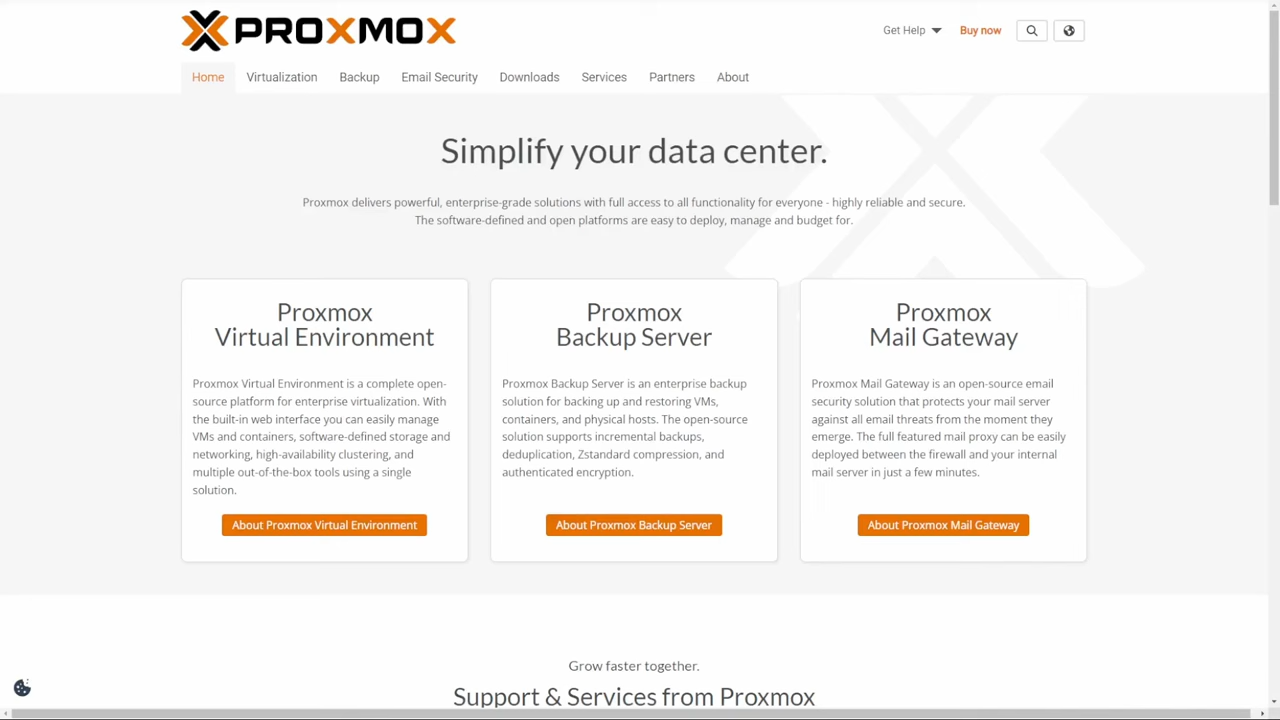 PROXMOX
Get Help
Buy now
Home
Virtualization
Backup
Email Security
Downloads
Services
Partners
About
Simplify your data center.
Proxmox delivers powerful, enterprise-grade solutions with full access to all functionality for everyone - highly reliable and secure.
The software-defined and open platforms are easy to deploy, manage and budget for.
Proxmox
Virtual Environment
Proxmox Virtual Environment is a complete open-
source platform for enterprise virtualization. With
the built-in web interface you can easily manage
VMs and containers, software-defined storage and
networking, high-availability clustering, and
multiple out-of-the-box tools using a single
solution.
About Proxmox Virtual Environment
Proxmox
Backup Server
Proxmox Backup Server is an enterprise backup
solution for backing up and restoring VMs,
containers, and physical hosts. The open-source
solution supports incremental backups,
deduplication, Zstandard compression, and
authenticated encryption.
About Proxmox Backup Server
Proxmox
Mail Gateway
Proxmox Mail Gateway is an open-source email
security solution that protects your mail server
against all email threats from the moment they
emerge. The full featured mail proxy can be easily
deployed between the firewall and your internal
mail server in just a few minutes.
About Proxmox Mail Gateway
Grow faster together.
Support & Services from Proxmox